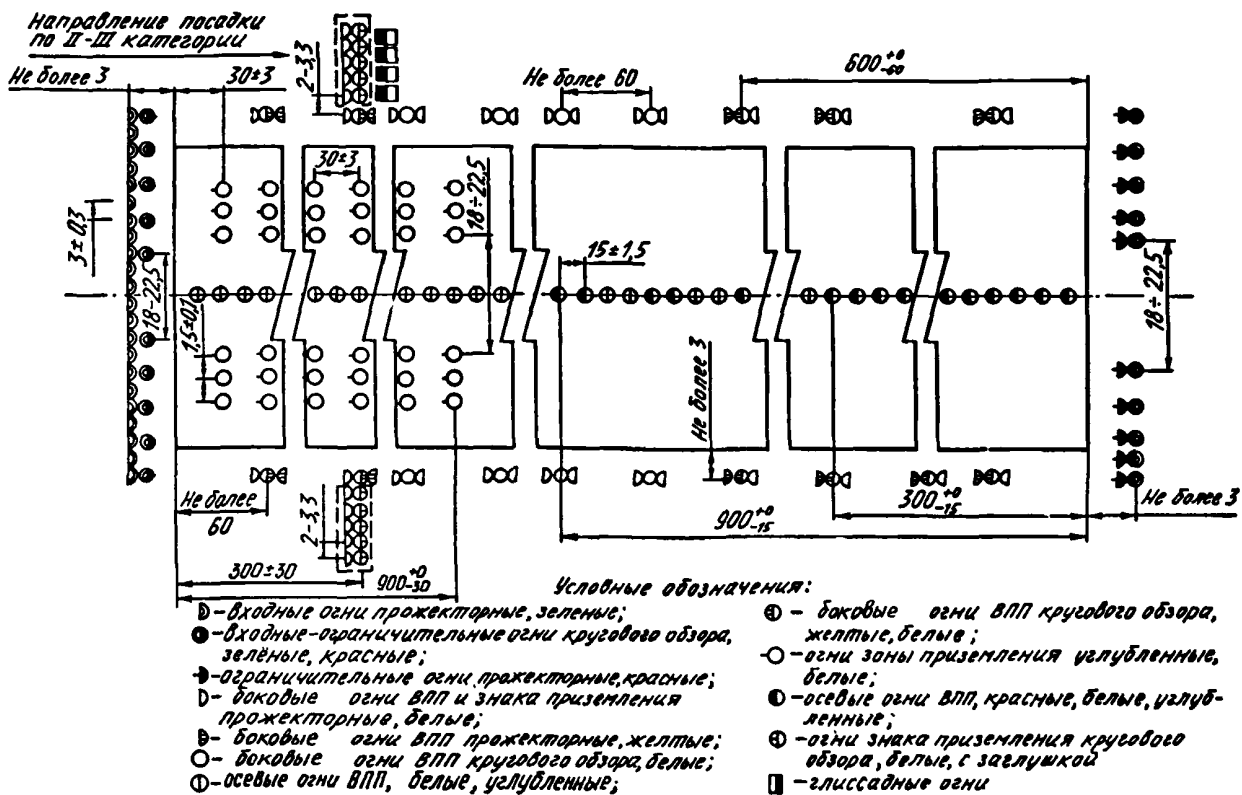 Направление посадки
по II-III категории
Не более 3
30±3
2-3,3
Не более 60
600 +0 -60
30±3
18÷22,5
3±0,3
18-22,5
15±1,5
1,5±0,1
18÷22,5
Не более 3
Не более
60
2-3,3
300±30
900 +0 -30
900 +0 -15
300 +0 -15
Не более 3
Условные обозначения:
-входные огни прожекторные, зеленые;
-входные-ограничительные огни кругового обзора,
зелёные, красные;
-ограничительные огни прожекторные, красные;
- боковые огни ВПП и знака приземления
прожекторные, белые;
- боковые огни ВПП прожекторные, желтые;
- боковые огни ВПП кругового обзора, белые;
-осевые огни ВПП, белые, углубленные;
- боковые огни ВПП кругового обзора,
желтые, белые;
-огни зоны приземления углубленные,
белые;
-осевые огни ВПП, красные, белые, углуб-
ленные;
-огни знака приземления кругового
обзора, белые, с заглушкой
-глиссадные огни